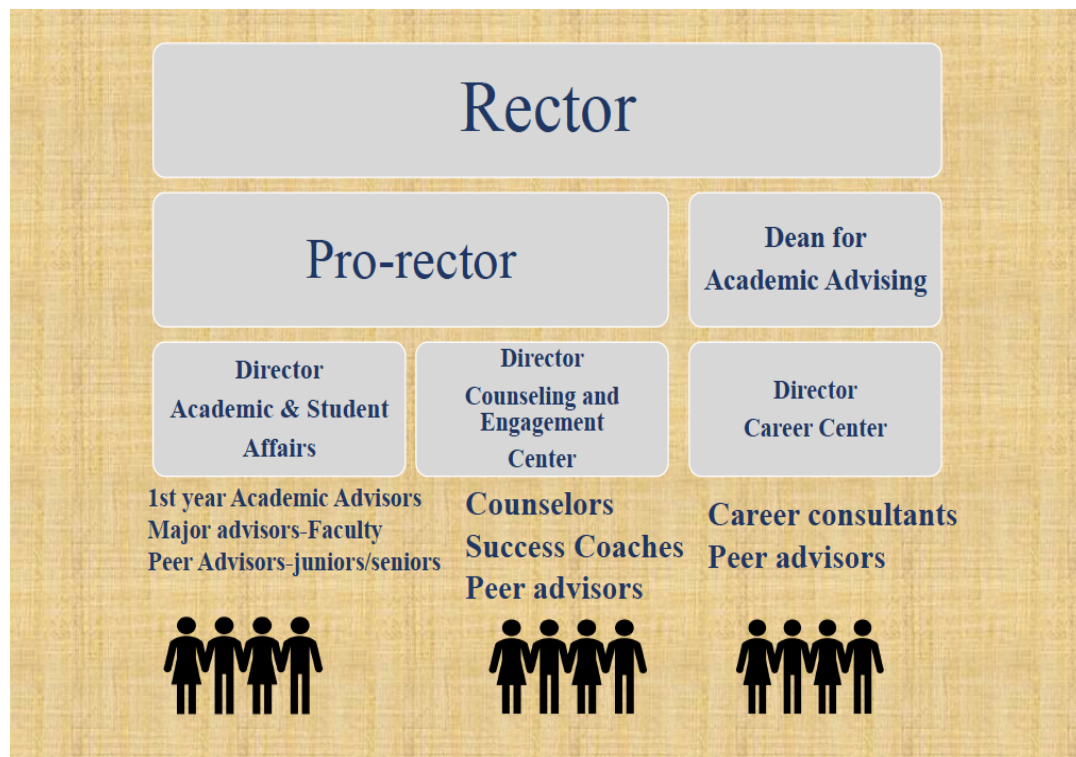 Rector
Pro-rector
Dean for
Academic Advising
Director
Academic & Student
Affairs
Director
Counseling and
Engagement
Center
Director
Career Center
1st year Academic Advisors
Major advisors-Faculty
Peer Advisors-juniors/seniors
Counselors
Success Coaches
Peer advisors
Career consultants
Peer advisors